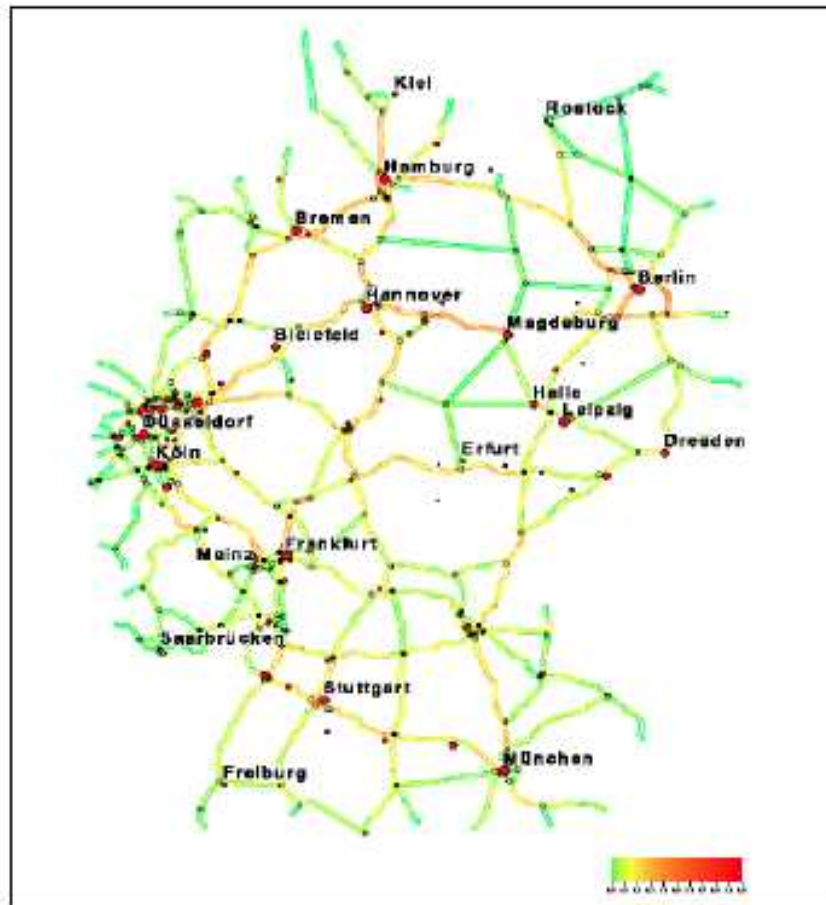 Kiel
Rostock
Hamburg
Bremen
Berlin
Hannover
Magdeburg
Bielefeld
Halle
Leipzig
Düsseldorf
Dresden
Erfurt
Köln
Frankfurt
Mainz
Saarbrücken
Stuttgart
München
Freiburg